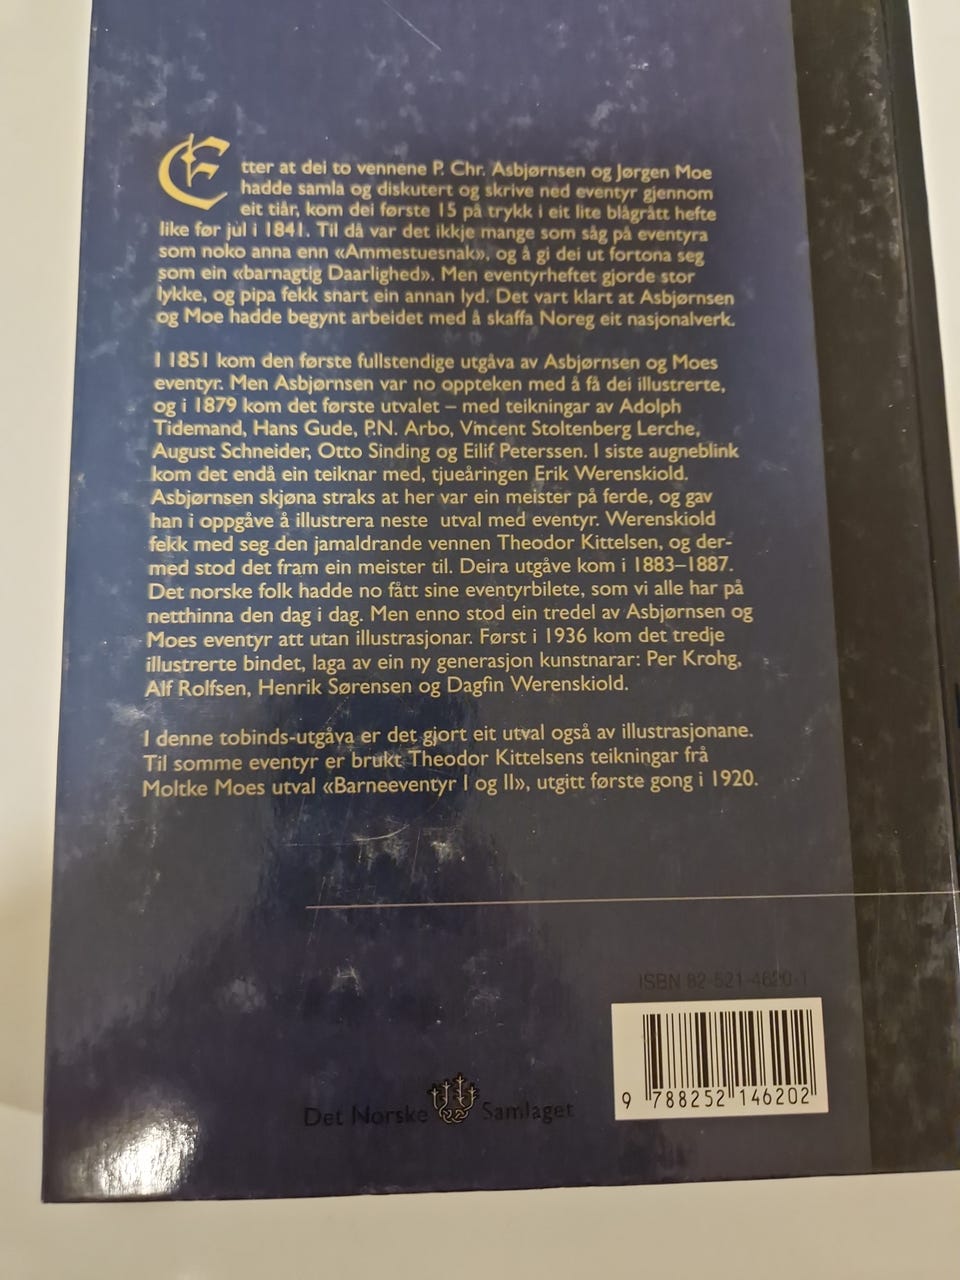 Etter at dei to vennene P. Chr. Asbjørnsen og Jørgen Moe
hadde samla og diskutert og skrive ned eventyr gjennom
eit tiår, kom dei første 15 på trykk i eit lite blågrått hefte
like før jul i 1841. Til då var det ikkje mange som såg på eventyra
som noko anna enn «Ammestuesnak», og å gi dei ut fortona seg
som ein «barnagtig Daarlighed». Men eventyrheftet gjorde stor
lykke, og pipa fekk snart ein annan lyd. Det vart klart at Asbjørnsen
og Moe hadde begynt arbeidet med å skaffa Noreg eit nasjonalverk.
I 1851 kom den første fullstendige utgåva av Asbjørnsen og Moes
eventyr. Men Asbjørnsen var no oppteken med å få dei illustrerte,
og i 1879 kom det første utvalet – med teikningar av Adolph
Tidemand, Hans Gude, P.N. Arbo, Vincent Stoltenberg Lerche,
August Schneider, Otto Sinding og Eilif Peterssen. I siste augneblink
kom det endå ein teiknar med, tjueåringen Erik Werenskiold.
Asbjørnsen skjøna straks at her var ein meister på ferde, og gav
han i oppgåve å illustrera neste utval med eventyr. Werenskiold
fekk med seg den jamaldrande vennen Theodor Kittelsen, og der-
med stod det fram ein meister til. Deira utgåve kom i 1883–1887.
Det norske folk hadde no fått sine eventyrbilete, som vi alle har på
netthinna den dag i dag. Men enno stod ein tredel av Asbjørnsen og
Moes eventyr att utan illustrasjonar. Først i 1936 kom det tredje
illustrerte bindet, laga av ein ny generasjon kunstnarar: Per Krohg,
Alf Rolfsen, Henrik Sørensen og Dagfin Werenskiold.
I denne tobinds-utgåva er det gjort eit utval også av illustrasjonane.
Til somme eventyr er brukt Theodor Kittelsens teikningar frå
Moltke Moes utval «Barneeventyr I og II», utgitt første gong i 1920.
ISBN 82-521-4620-1
9 788252 146202
Det Norske Samlaget